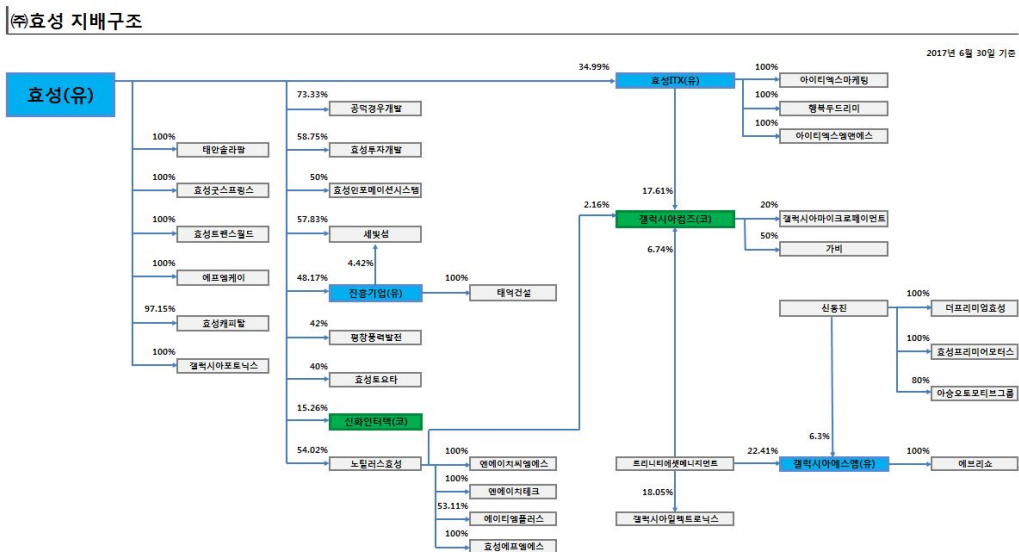 ㈜효성 지배구조
2017년 6월 30일 기준
효성(유)
34.99%
효성ITX(유)
100%
아이티엑스마케팅
100%
행복두드리미
100%
아이티엑스엠앤에스
73.33%
공덕경우개발
100%
태안솔라팜
58.75%
효성투자개발
100%
효성굿스프링스
50%
효성인포메이션시스템
17.61%
2.16%
갤럭시아컴즈(코)
20%
갤럭시아마이크로페이먼트
50%
가비
6.74%
100%
효성트랜스월드
57.83%
세빛섬
4.42%
100%
에프엠케이
48.17%
진흥기업(유)
100%
태억건설
97.15%
효성캐피탈
42%
평창풍력발전
100%
갤럭시아포토닉스
40%
효성토요타
신동진
100%
더프리미엄효성
100%
효성프리미어모터스
80%
아승오토모티브그룹
15.26%
신화인터텍(코)
6.3%
54.02%
노틸러스효성
100%
엔에이치씨엠에스
100%
엔에이치테크
53.11%
에이티엠플러스
100%
효성에프엠에스
트리니티에셋메니지먼트
22.41%
갤럭시아에스엠(유)
100%
에브리쇼
18.05%
갤럭시아일렉트로닉스